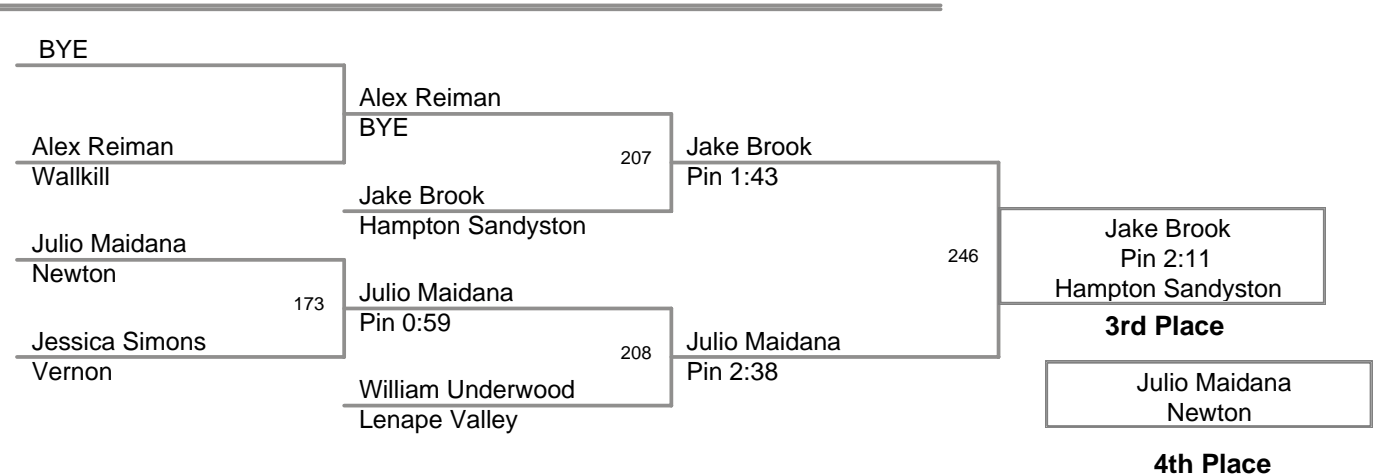 BYE
Alex Reiman
BYE
Alex Reiman
Wallkill
207
Jake Brook
Pin 1:43
Jake Brook
Hampton Sandyston
Julio Maidana
Newton
246
Jake Brook
Pin 2:11
Hampton Sandyston
3rd Place
173
Julio Maidana
Pin 0:59
Jessica Simons
Vernon
208
Julio Maidana
Pin 2:38
William Underwood
Lenape Valley
Julio Maidana
Newton
4th Place